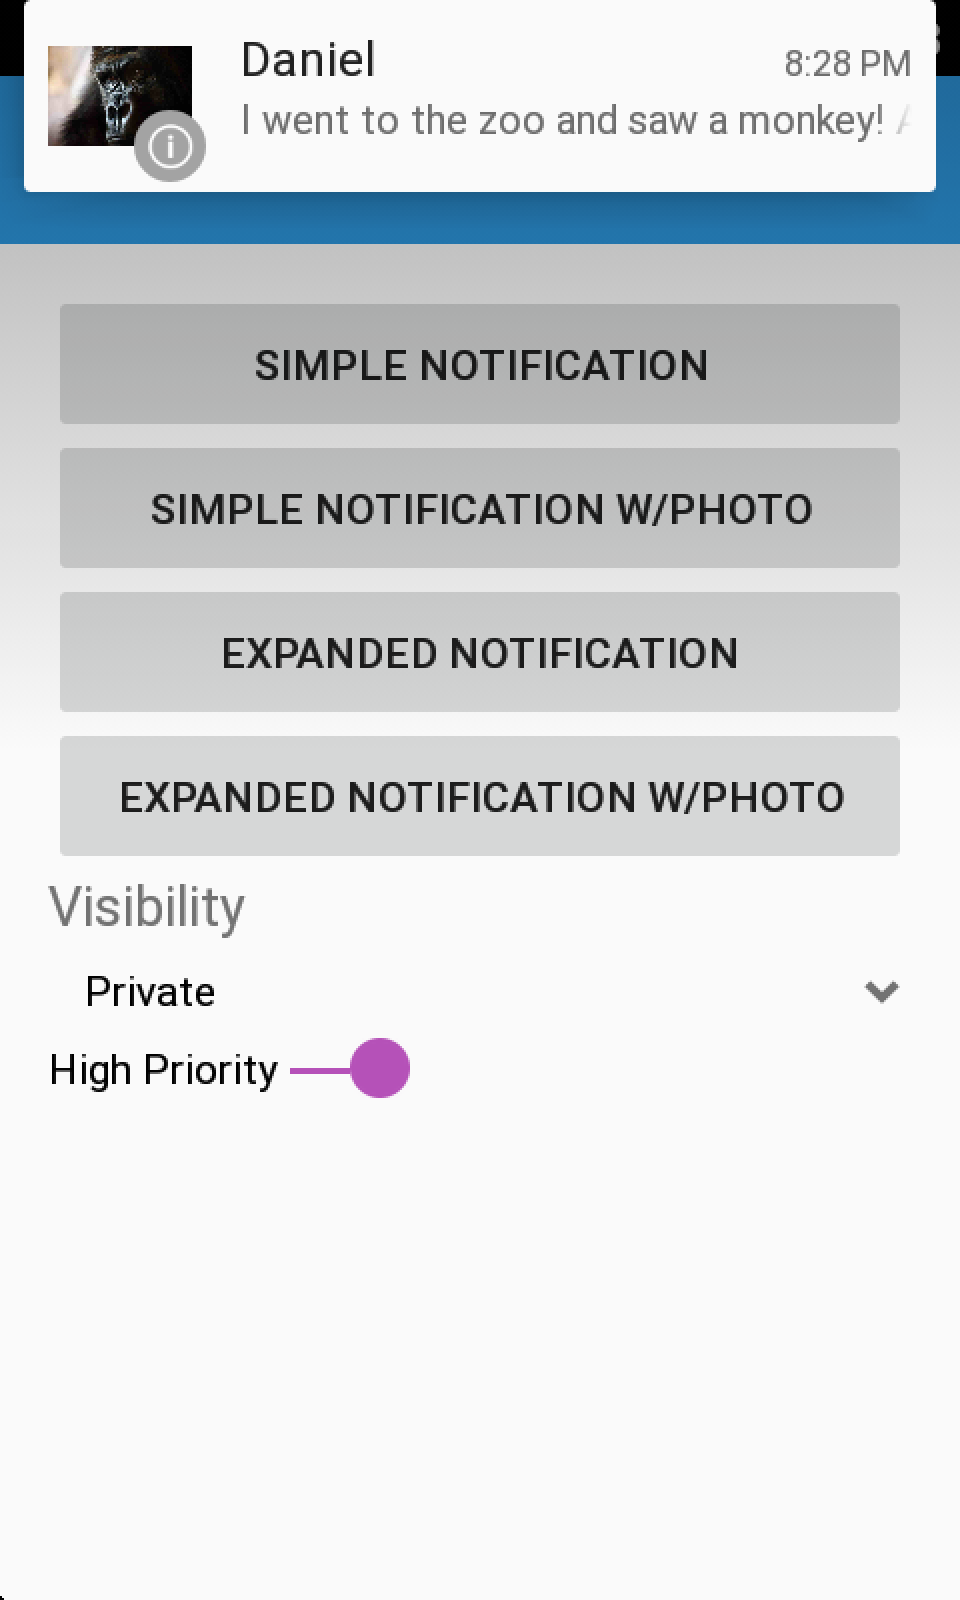 Daniel
8:28 PM
I went to the zoo and saw a monkey!
SIMPLE NOTIFICATION
SIMPLE NOTIFICATION W/PHOTO
EXPANDED NOTIFICATION
EXPANDED NOTIFICATION W/PHOTO
Visibility
Private
High Priority